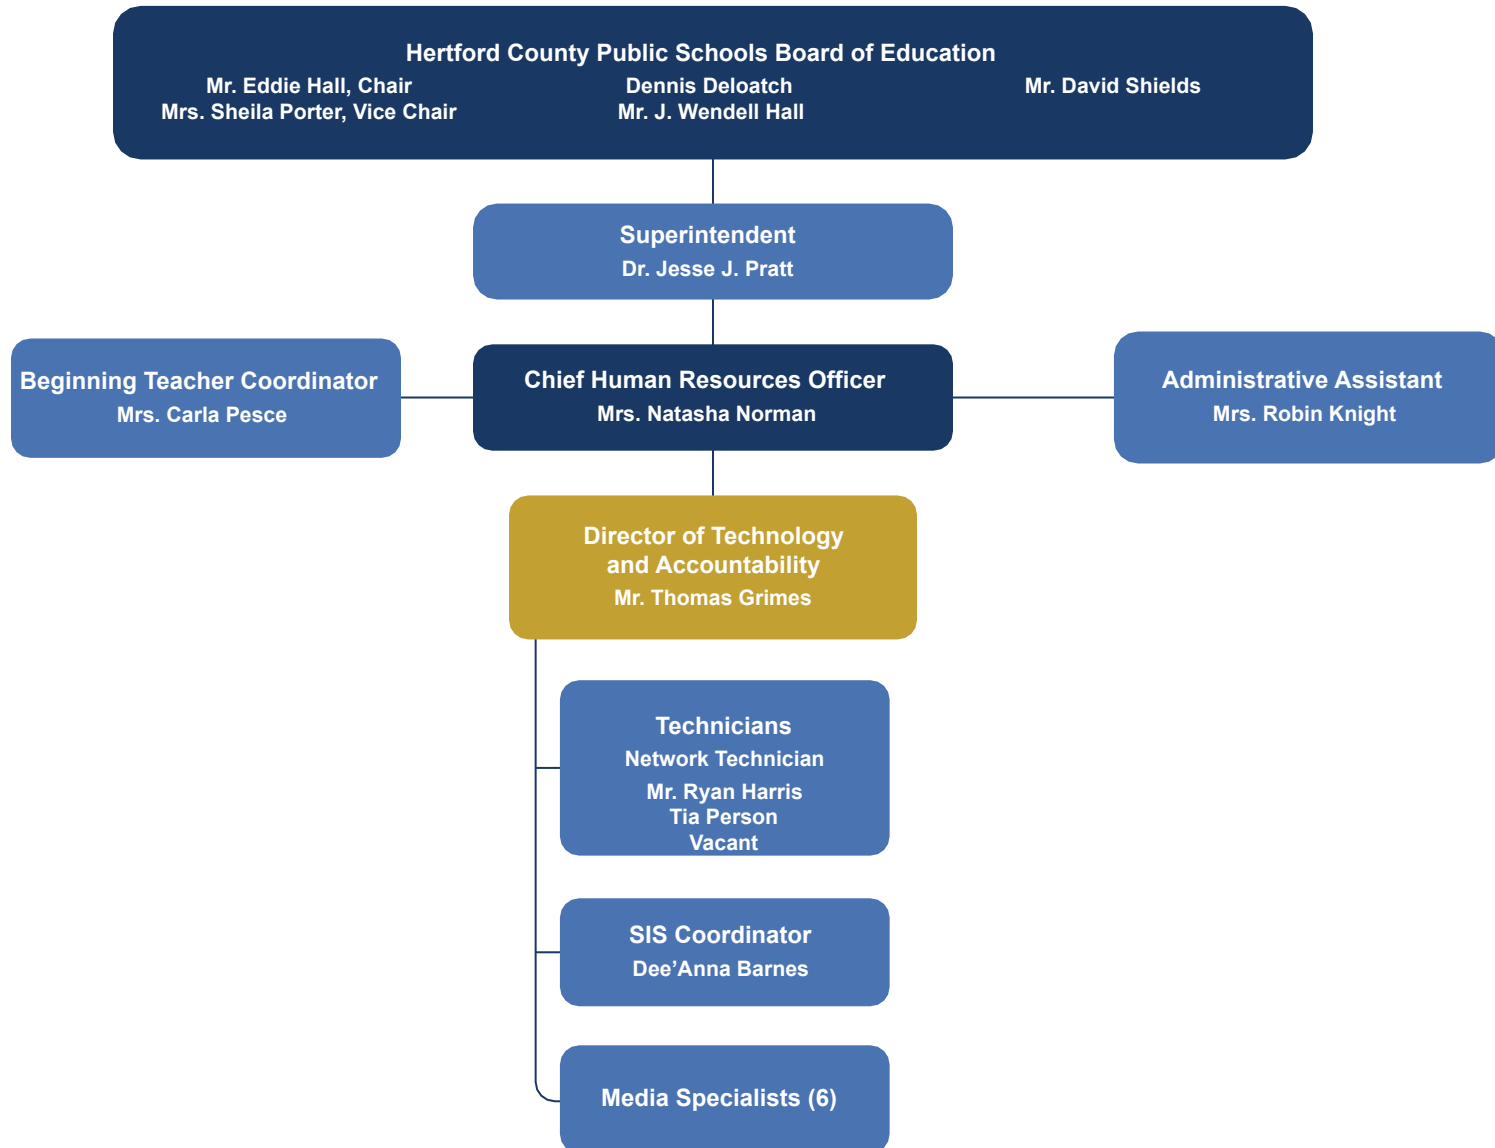 Hertford County Public Schools Board of Education
Mr. Eddie Hall, Chair
Mrs. Sheila Porter, Vice Chair
Dennis Deloatch
Mr. J. Wendell Hall
Mr. David Shields
Superintendent
Dr. Jesse J. Pratt
Beginning Teacher Coordinator
Mrs. Carla Pesce
Chief Human Resources Officer
Mrs. Natasha Norman
Administrative Assistant
Mrs. Robin Knight
Director of Technology
and Accountability
Mr. Thomas Grimes
Technicians
Network Technician
Mr. Ryan Harris
Tia Person
Vacant
SIS Coordinator
Dee’Anna Barnes
Media Specialists (6)